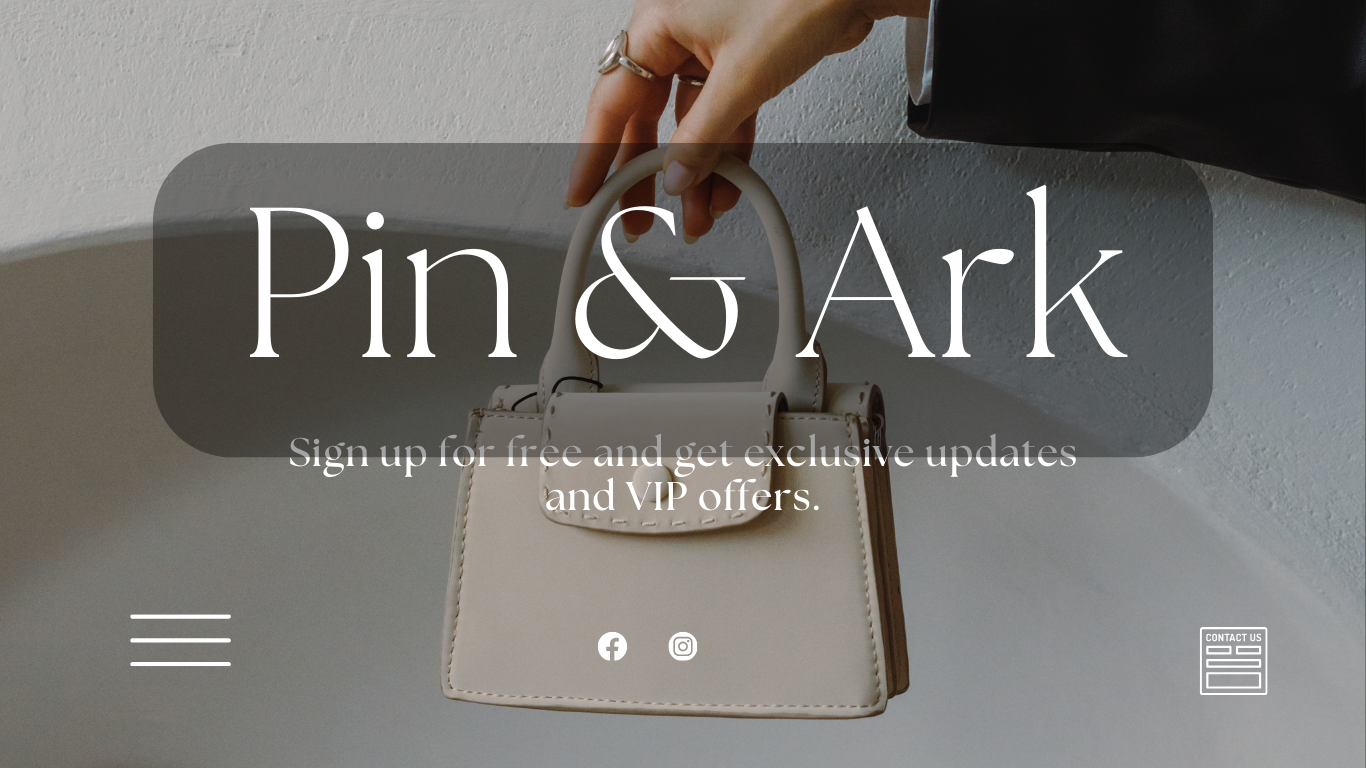 Pin & Ark
Sign up for free and get exclusive updates
and VIP offers.
CONTACT US